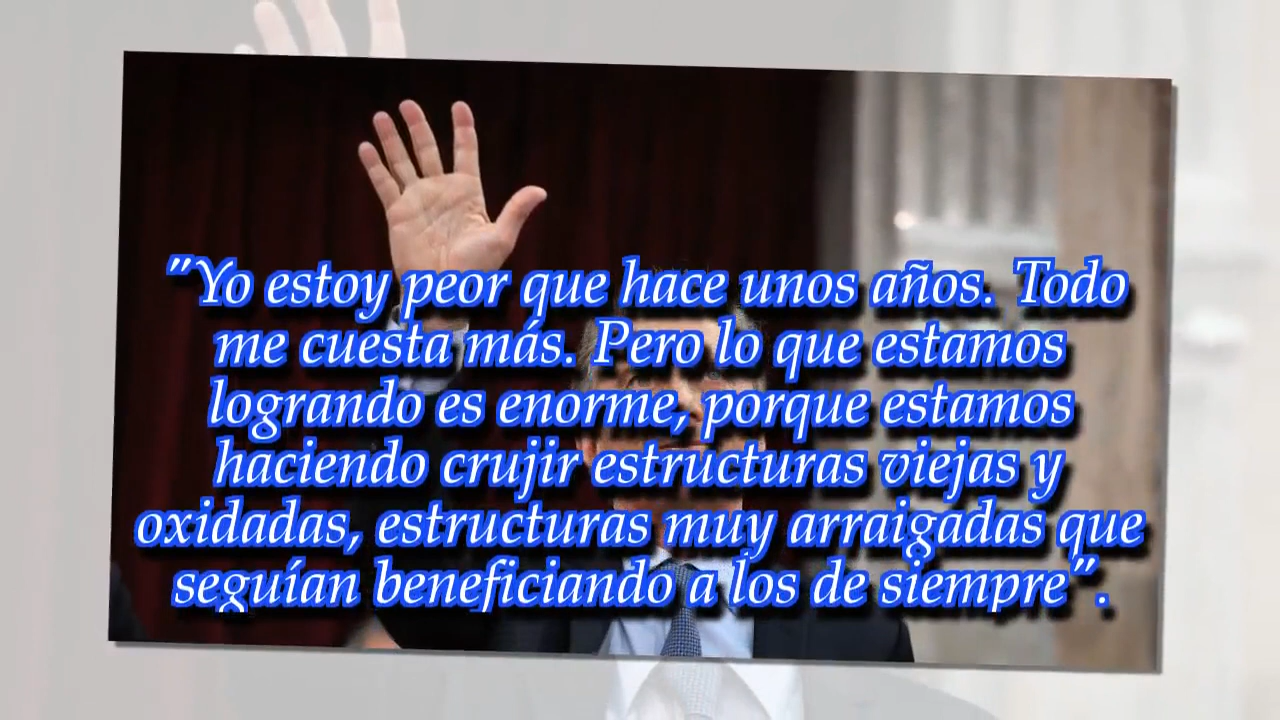 "Yo estoy peor que hace unos años. Todo
me cuesta más. Pero lo que estamos
logrando es enorme, porque estamos
haciendo crujir estructuras viejas y
oxidadas, estructuras muy arraigadas que
seguían beneficiando a los de siempre".